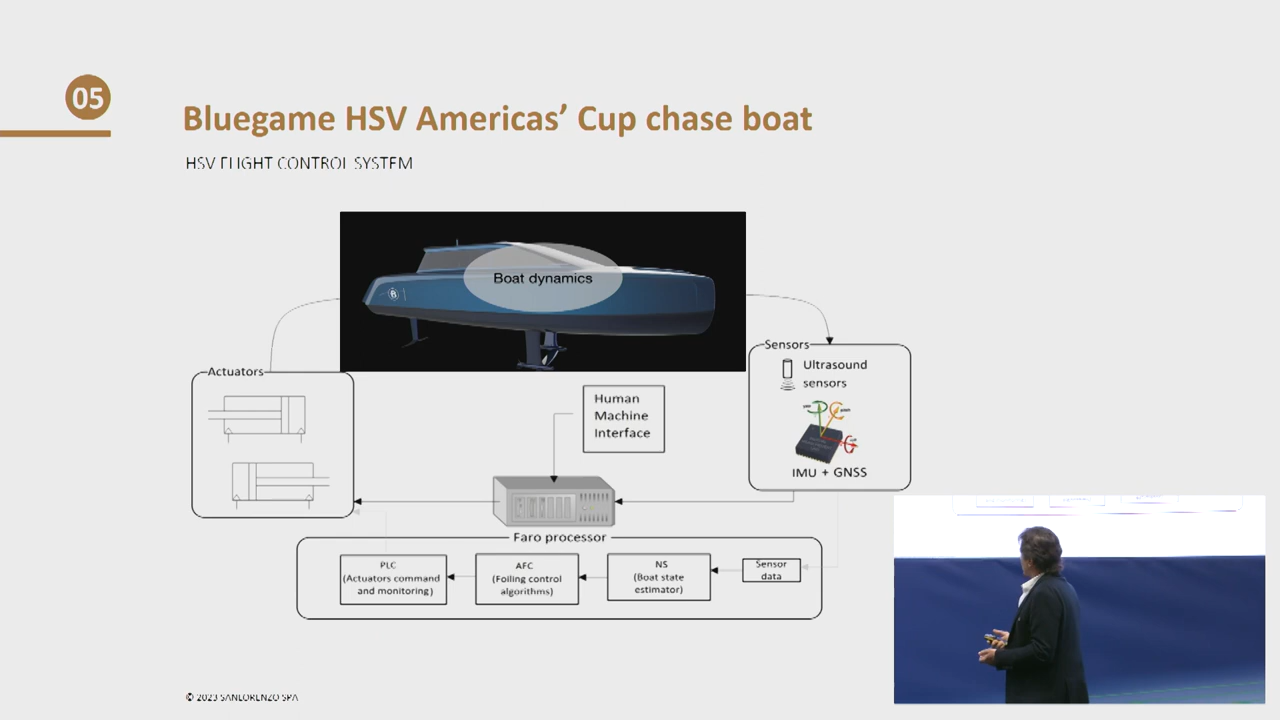 05
Bluegame HSV Americas’ Cup chase boat
HSV FLIGHT CONTROL SYSTEM
Boat dynamics
Actuators
Sensors
Ultrasound
sensors
IMU + GNSS
Human
Machine
Interface
Faro processor
PLC
(Actuators command
and monitoring)
AFC
(Foiling control
algorithms)
NS
(Boat state
estimator)
Sensor
data
© 2023 SANLORENZO SPA